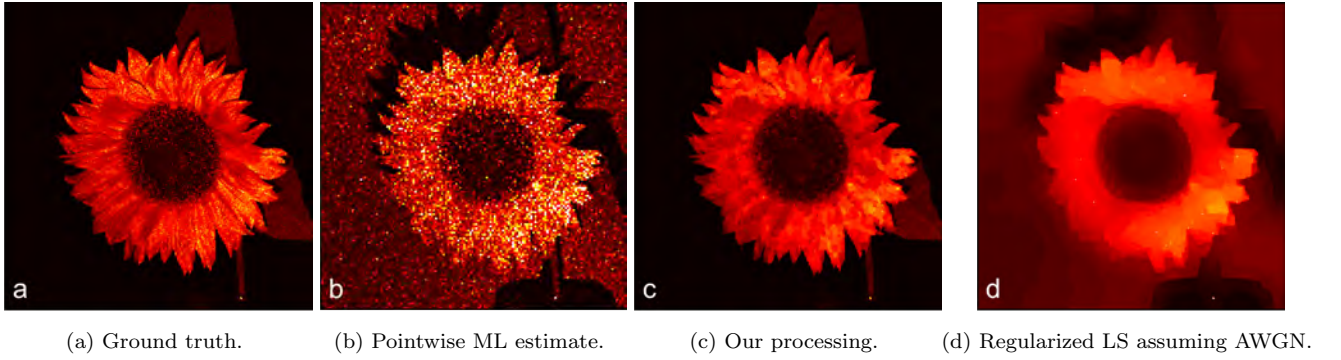 a
b
c
d
(a) Ground truth.
(b) Pointwise ML estimate.
(c) Our processing.
(d) Regularized LS assuming AWGN.